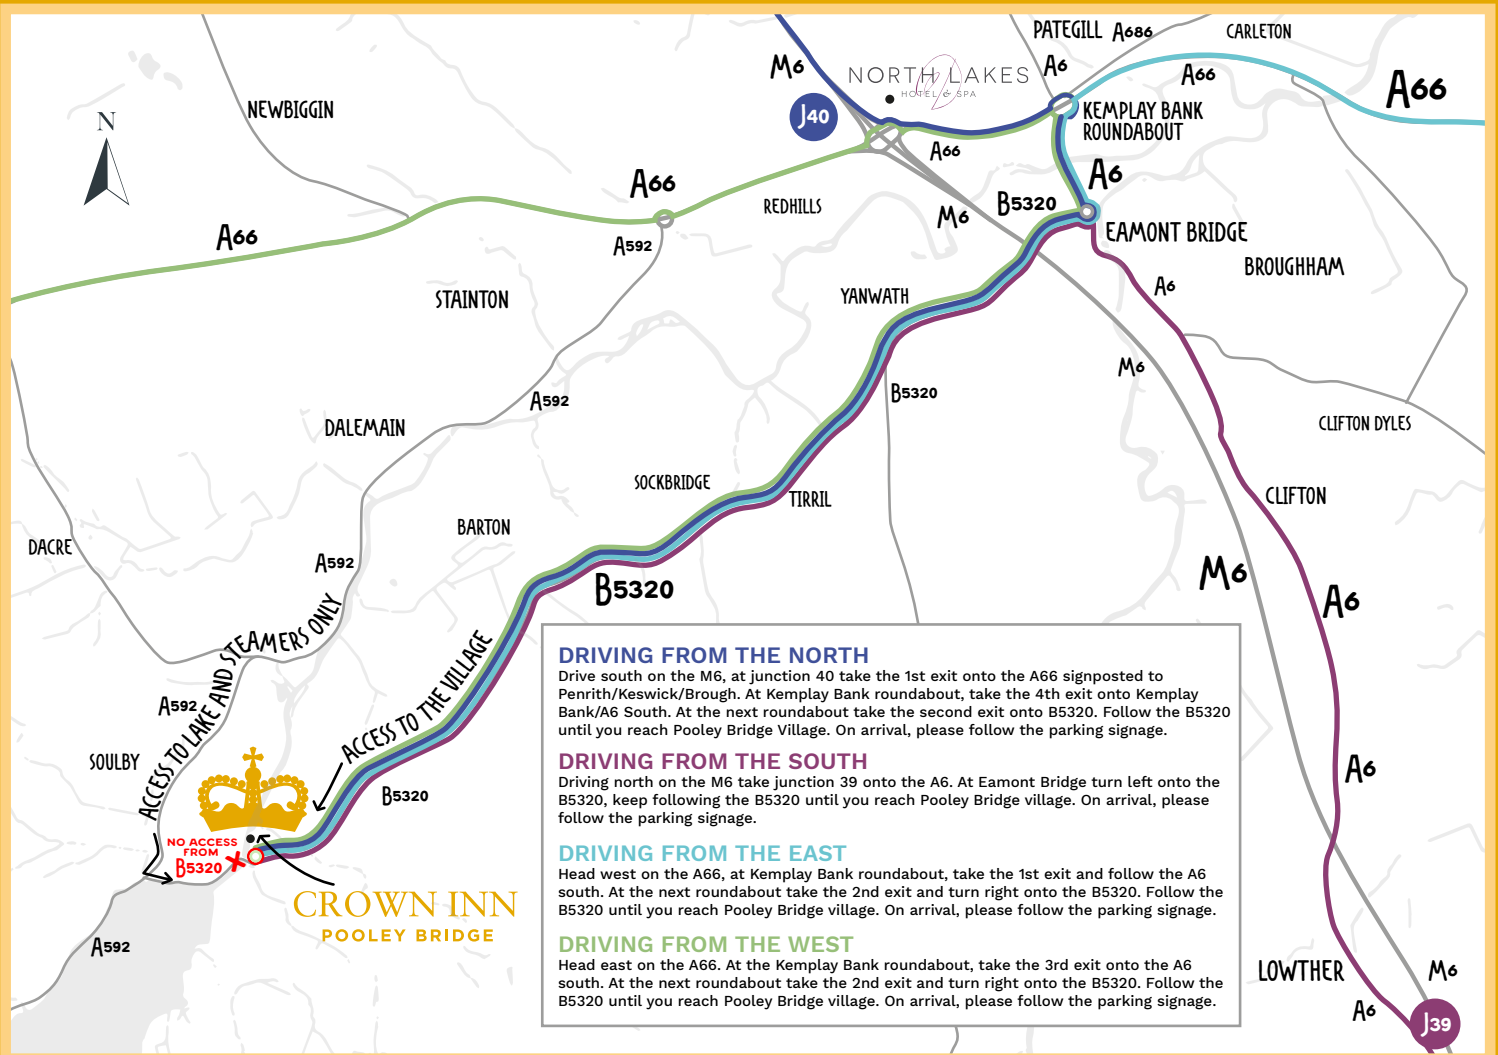 PATEGILL A686
CARLETON
M6
NORTH LAKES
HOTEL & SPA
A6
A66
A66
J40
KEMPLAY BANK
ROUNDABOUT
NEWBIGGIN
N
A66
A6
A66
REDHILLS
M6
B5320
EAMONT BRIDGE
A66
A592
BROUGHHAM
STAINTON
YANWATH
A6
M6
A592
B5320
DALEMAIN
CLIFTON DYLES
SOCKBRIDGE
TIRRIL
CLIFTON
BARTON
DACRE
A592
B5320
M6
A6
ACCESS TO LAKE AND STEAMERS ONLY
ACCESS TO THE VILLAGE
A592
SOULBY
B5320
A6
NO ACCESS
FROM
B5320
CROWN INN
POOLEY BRIDGE
A592
DRIVING FROM THE NORTH
Drive south on the M6, at junction 40 take the 1st exit onto the A66 signposted to
Penrith/Keswick/Brough. At Kemplay Bank roundabout, take the 4th exit onto Kemplay
Bank/A6 South. At the next roundabout take the second exit onto B5320. Follow the B5320
until you reach Pooley Bridge Village. On arrival, please follow the parking signage.
DRIVING FROM THE SOUTH
Driving north on the M6 take junction 39 onto the A6. At Eamont Bridge turn left onto the
B5320, keep following the B5320 until you reach Pooley Bridge village. On arrival, please
follow the parking signage.
DRIVING FROM THE EAST
Head west on the A66, at Kemplay Bank roundabout, take the 1st exit and follow the A6
south. At the next roundabout take the 2nd exit and turn right onto the B5320. Follow the
B5320 until you reach Pooley Bridge village. On arrival, please follow the parking signage.
DRIVING FROM THE WEST
Head east on the A66. At the Kemplay Bank roundabout, take the 3rd exit onto the A6
south. At the next roundabout take the 2nd exit and turn right onto the B5320. Follow the
B5320 until you reach Pooley Bridge village. On arrival, please follow the parking signage.
LOWTHER
M6
A6
J39